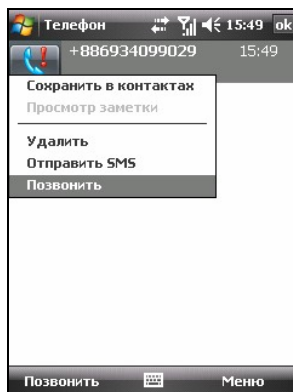 Телефон 15:49 ok
+886934099029 15:49
Сохранить в контактах
Просмотр заметки
Удалить
Отправить SMS
Позвонить
Позвонить Меню